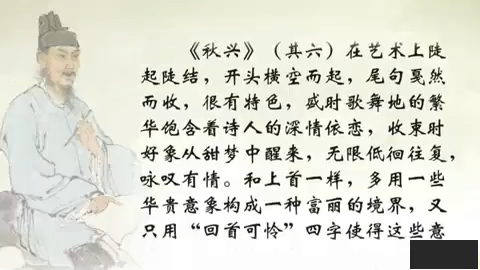 《秋兴》（其六）在艺术上陡
起陡结，开头横空而起，尾句戛然
而收，很有特色，盛时歌舞地的繁
华饱含着诗人的深情依恋，收束时
好象从甜梦中醒来，无限低徊往复，
咏叹有情。和上首一样，多用一些
华贵意象构成一种富丽的境界，又
只用“回首可怜”四字使得这些意